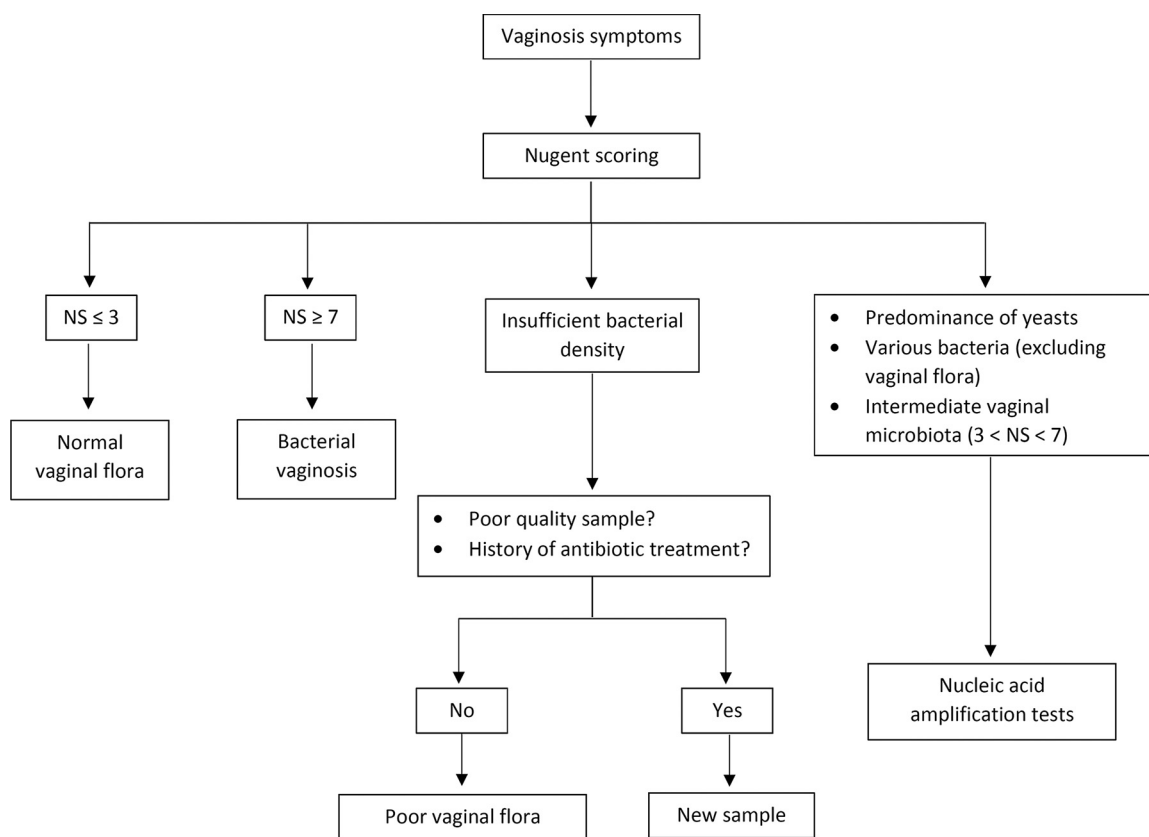 Vaginosis symptoms
Nugent scoring
NS ≤ 3
NS ≥ 7
Insufficient bacterial
density
• Predominance of yeasts
• Various bacteria (excluding
vaginal flora)
• Intermediate vaginal
microbiota (3 < NS < 7)
Normal
vaginal flora
Bacterial
vaginosis
• Poor quality sample?
• History of antibiotic treatment?
No
Yes
Nucleic acid
amplification tests
Poor vaginal flora
New sample